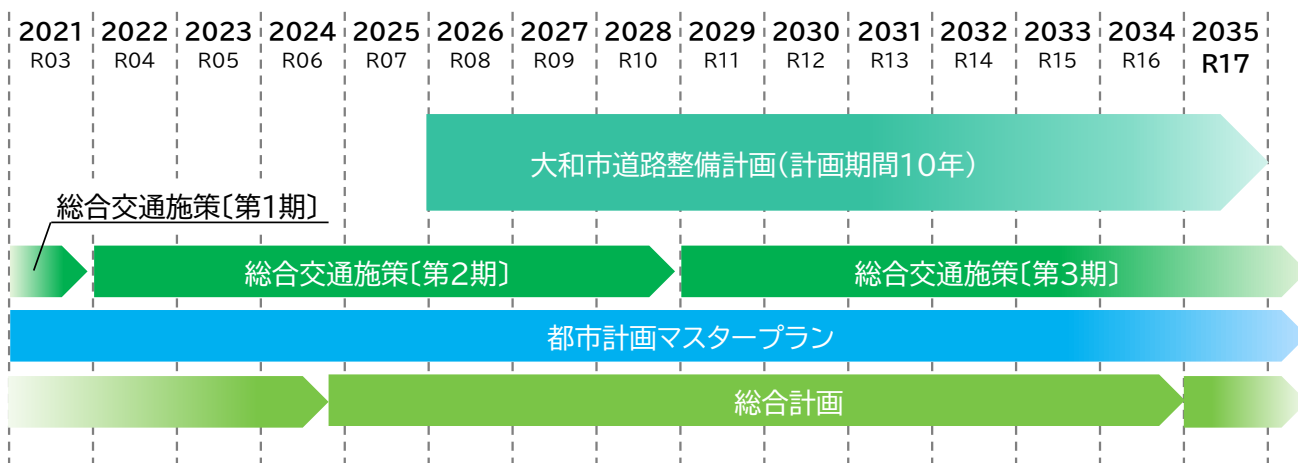 2021 2022 2023 2024 2025 2026 2027 2028 2029 2030 2031 2032 2033 2034 2035
R03 R04 R05 R06 R07 R08 R09 R10 R11 R12 R13 R14 R15 R16 R17
大和市道路整備計画(計画期間10年)
総合交通施策〔第1期〕
総合交通施策〔第2期〕 総合交通施策〔第3期〕
都市計画マスタープラン
総合計画